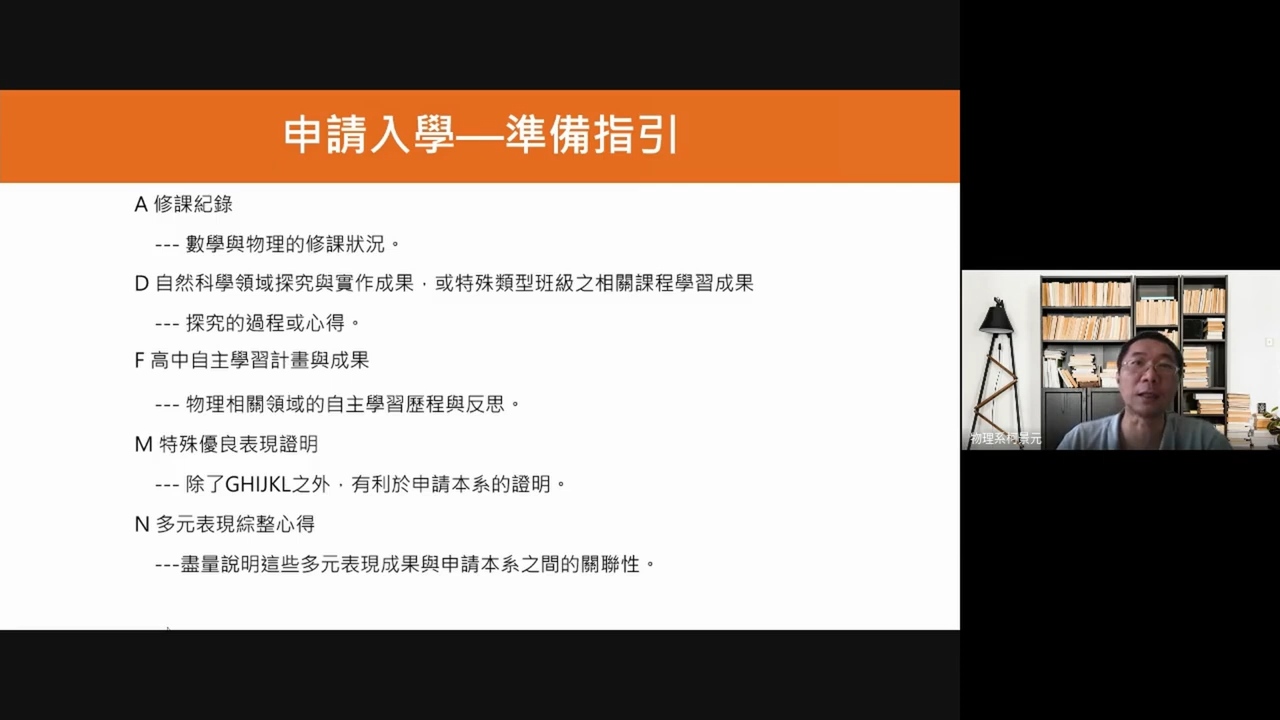 申請入學—準備指引
A 修課紀錄
--- 數學與物理的修課狀況。
D 自然科學領域探究與實作成果，或特殊類型班級之相關課程學習成果
--- 探究的過程或心得。
F 高中自主學習計畫與成果
--- 物理相關領域的自主學習歷程與反思。
M 特殊優良表現證明
--- 除了GHIJKL之外，有利於申請本系的證明。
N 多元表現綜整心得
---盡量說明這些多元表現成果與申請本系之間的關聯性。
物理系柯景元